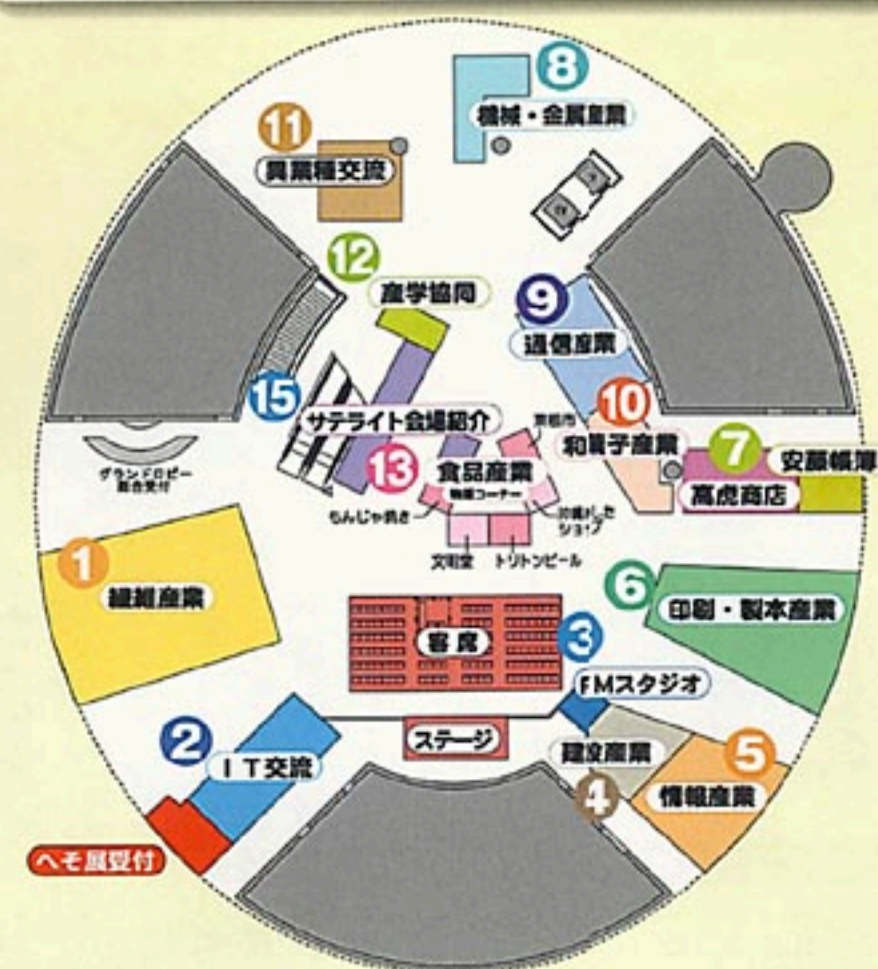 8
機械・金属産業
11
異業種交流
12
産学協同
9
通信産業
15
サテライト会場紹介
10
和菓子産業
7
安藤帳簿
高虎商店
13
食品産業
物販コーナー
グランドロビー
総合受付
もんじゃ焼き
文明堂
トリトンビール
1
繊維産業
6
印刷・製本産業
客席
3
FMスタジオ
ステージ
2
IT交流
建設産業
4
5
情報産業
へそ展受付